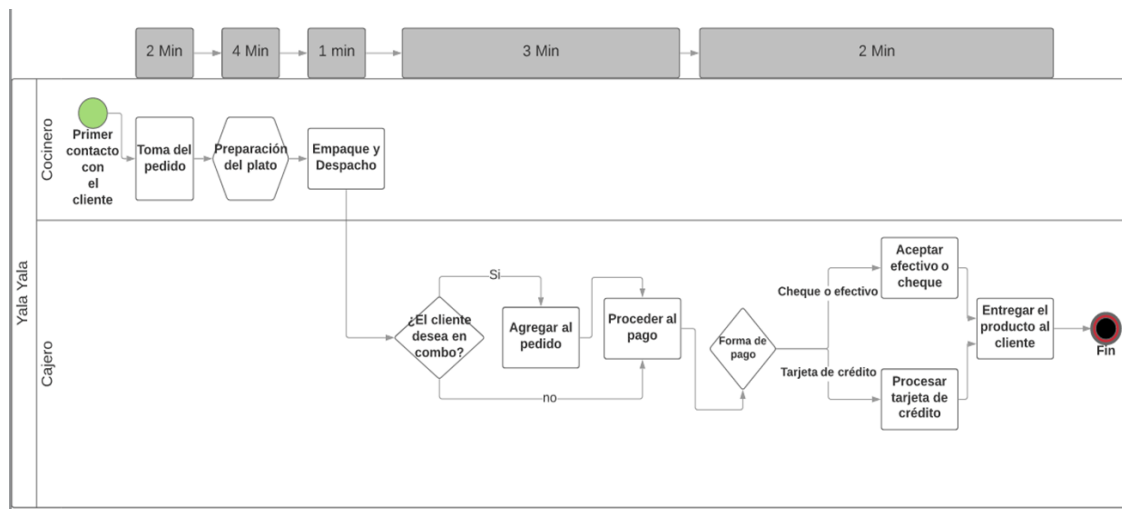 2 Min
4 Min
1 min
3 Min
2 Min
Yala Yala
Cocinero
Primer
contacto
con
el
cliente
Toma del
pedido
Preparación
del plato
Empaque y
Despacho
Cajero
¿El cliente
desea en
combo?
Si
no
Agregar al
pedido
Proceder al
pago
Forma de
pago
Cheque o efectivo
Tarjeta de crédito
Aceptar
efectivo o
cheque
Procesar
tarjeta de
crédito
Entregar el
producto al
cliente
Fin